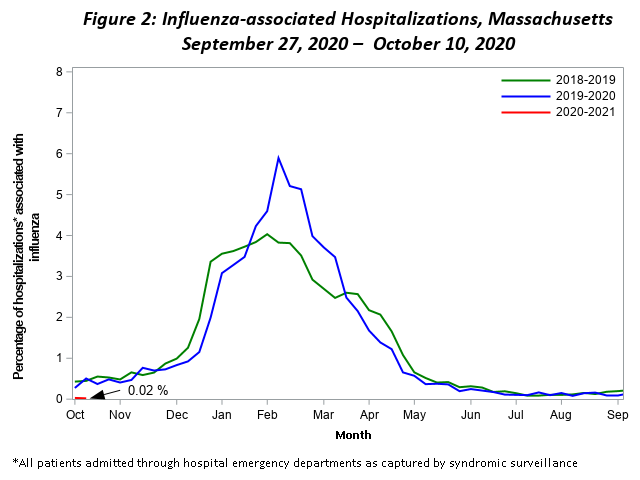 Figure 2: Influenza-associated Hospitalizations, Massachusetts
September 27, 2020 – October 10, 2020
8
7
6
5
4
3
2
1
0
Percentage of hospitalizations* associated with
influenza
2018-2019
2019-2020
2020-2021
0.02 %
Oct Nov Dec Jan Feb Mar Apr May Jun Jul Aug Sep
Month
*All patients admitted through hospital emergency departments as captured by syndromic surveillance